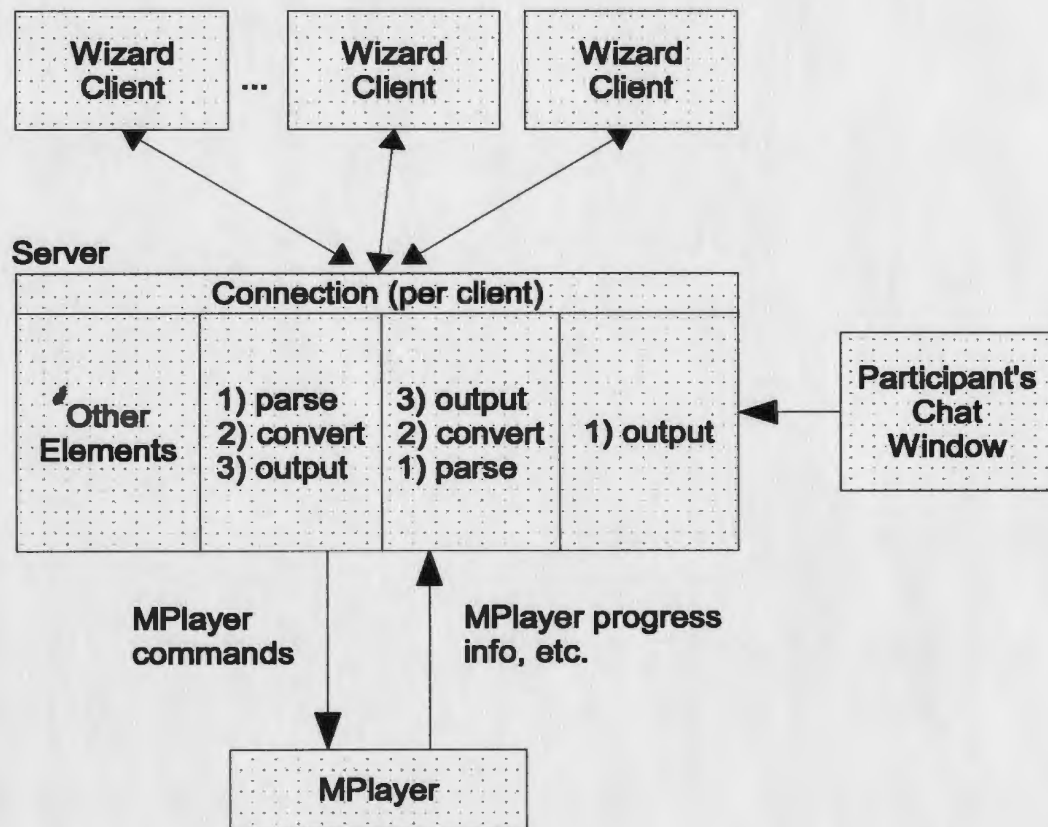 Wizard
Client
...
Wizard
Client
Wizard
Client
Server
Connection (per client)
Other
Elements
1) parse
2) convert
3) output
3) output
2) convert
1) parse
1) output
Participant's
Chat
Window
MPlayer
commands
MPlayer progress
info, etc.
MPlayer